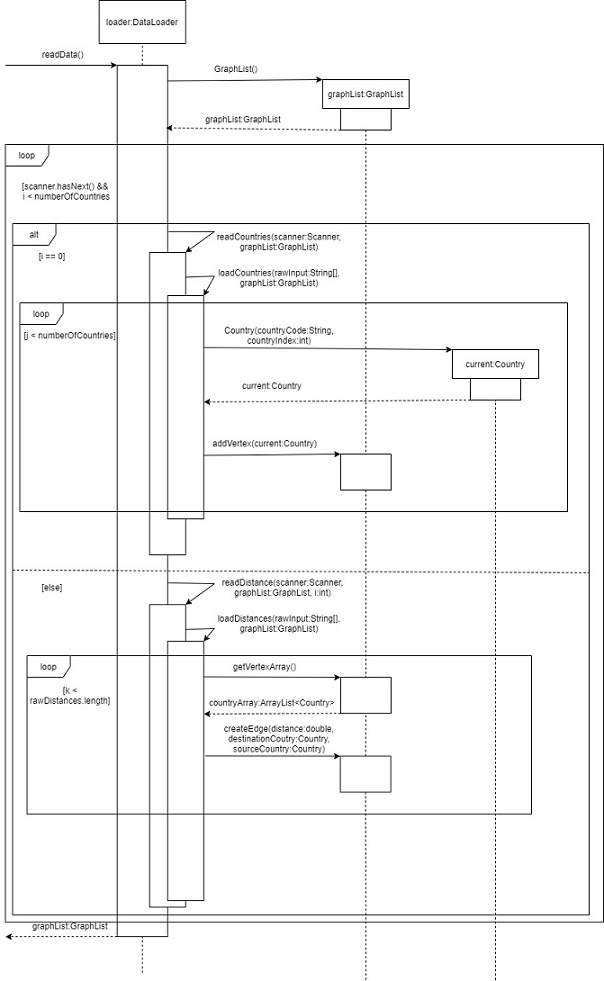 loader:DataLoader
readData()
GraphList()
graphList:GraphList
graphList:GraphList
loop
[scanner.hasNext() &&
i < numberOfCountries
alt
[i == 0]
readCountries(scanner:Scanner,
graphList:GraphList)
loadCountries(rawInput:String[],
graphList:GraphList)
loop
[j < numberOfCountries]
Country(countryCode:String,
countryIndex:int)
current:Country
current:Country
addVertex(current:Country)
[else]
readDistance(scanner:Scanner,
graphList:GraphList, i:int)
loadDistances(rawInput:String[],
graphList:GraphList)
loop
[k <
rawDistances.length]
getVertexArray()
countryArray:ArrayList<Country>
createEdge(distance:double,
destinationCoutry:Country,
sourceCountry:Country)
graphList:GraphList